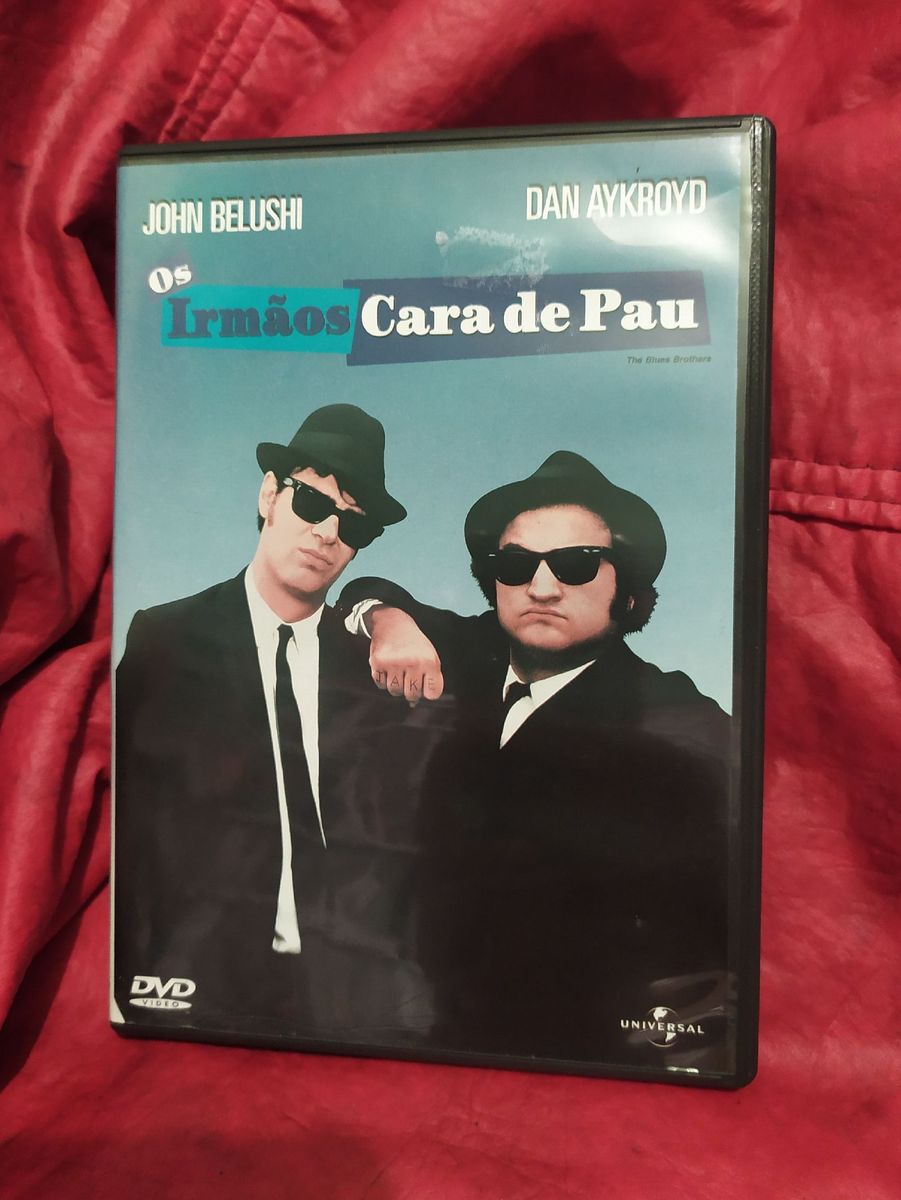 JOHN BELUSHI
DAN AYKROYD
Os
Irmãos Cara de Pau
The Blues Brothers
JAKE
DVD
VIDEO
UNIVERSAL